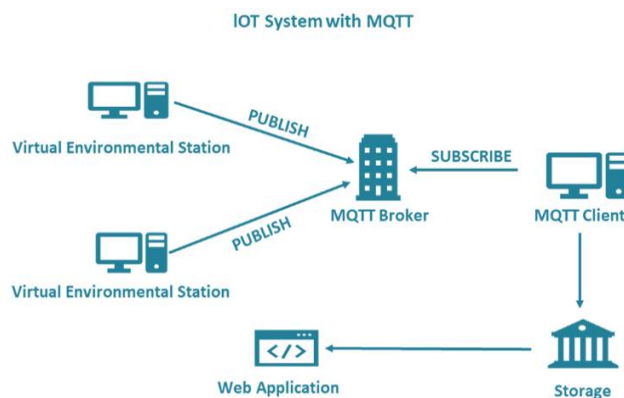 IOT System with MQTT
PUBLISH
Virtual Environmental Station
SUBSCRIBE
MQTT Broker
MQTT Client
PUBLISH
Virtual Environmental Station
</>
Web Application
Storage